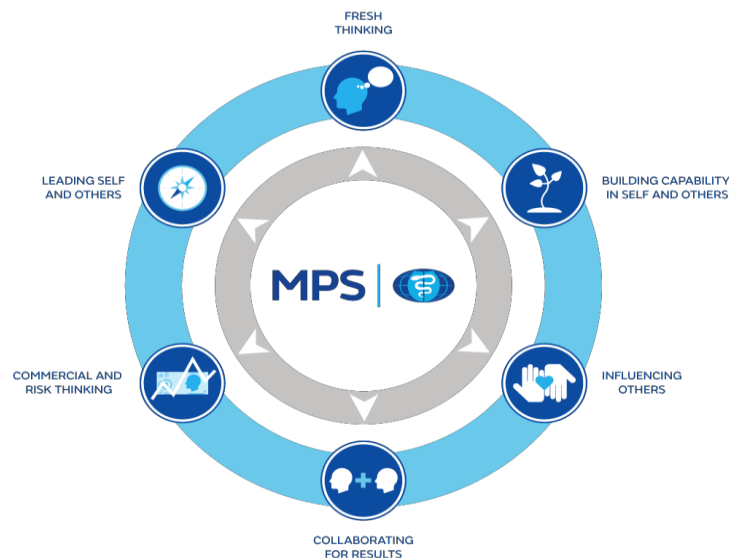 FRESH
THINKING
LEADING SELF
AND OTHERS
BUILDING CAPABILITY
IN SELF AND OTHERS
MPS
COMMERCIAL AND
RISK THINKING
INFLUENCING
OTHERS
COLLABORATING
FOR RESULTS